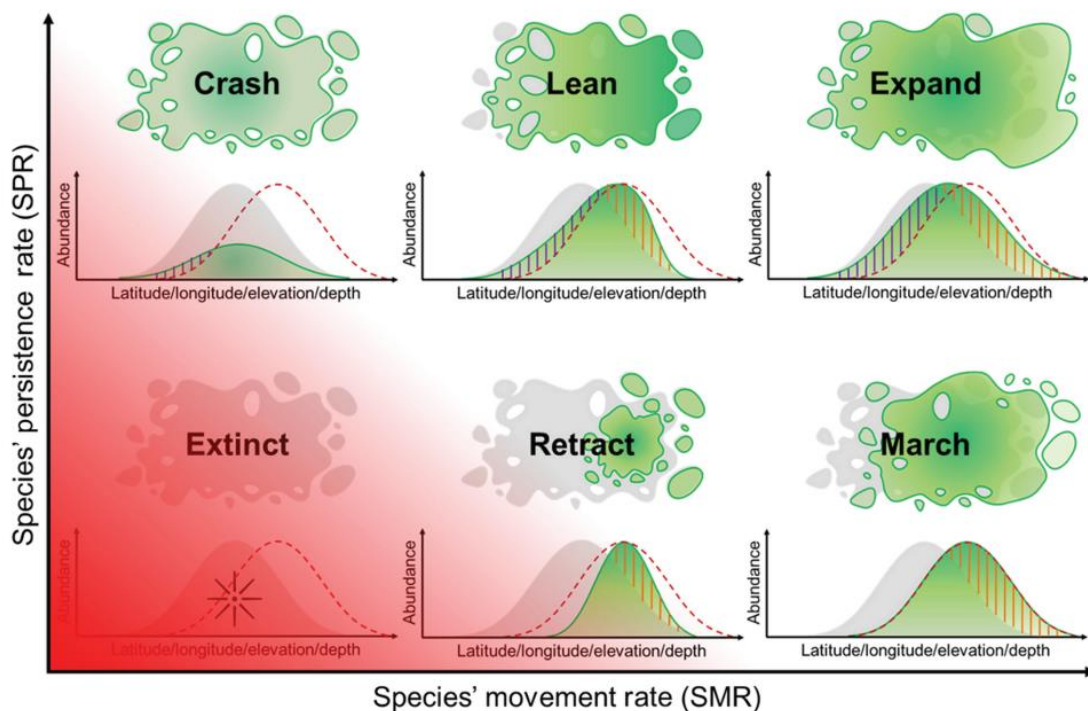 Species' persistence rate (SPR)
Crash
Lean
Expand
Abundance
Latitude/longitude/elevation/depth
Abundance
Latitude/longitude/elevation/depth
Abundance
Latitude/longitude/elevation/depth
Extinct
Retract
March
Abundance
Latitude/longitude/elevation/depth
Abundance
Latitude/longitude/elevation/depth
Abundance
Latitude/longitude/elevation/depth
Species' movement rate (SMR)